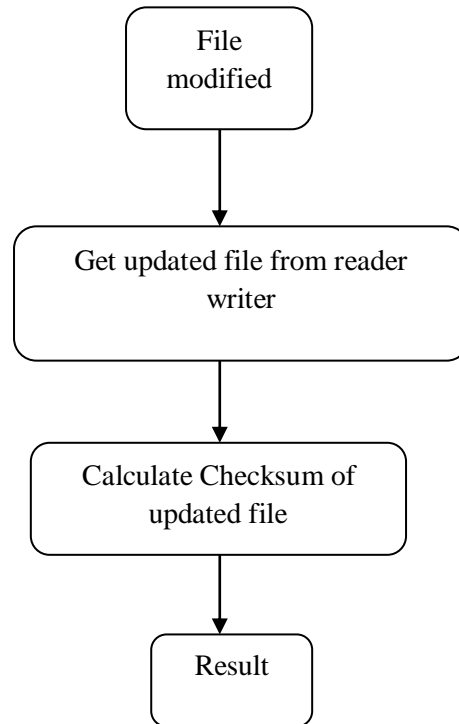 File
modified
Get updated file from reader
writer
Calculate Checksum of
updated file
Result